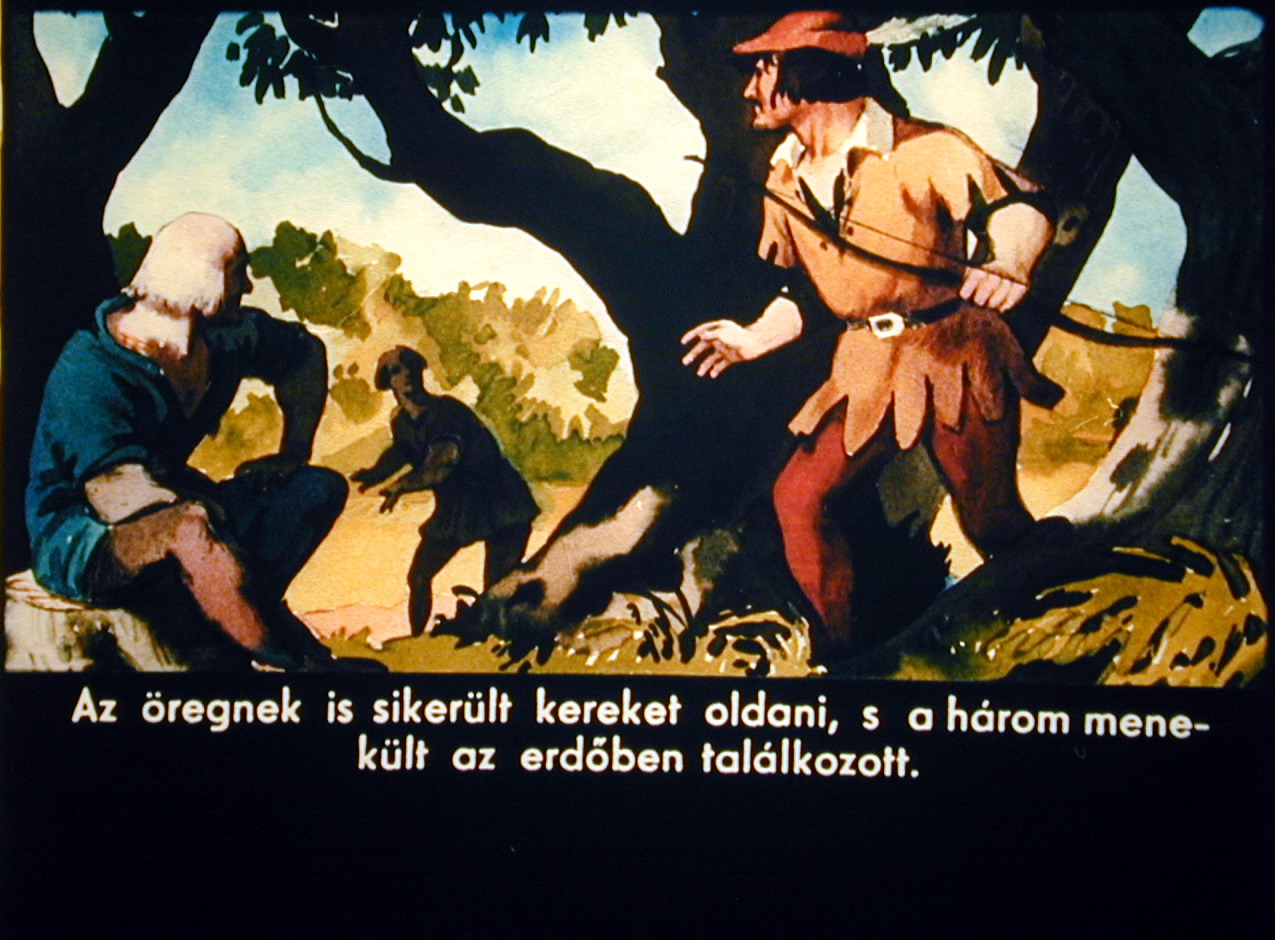 Az öregnek is sikerült kereket oldani, s a három mene-
kült az erdőben találkozott.